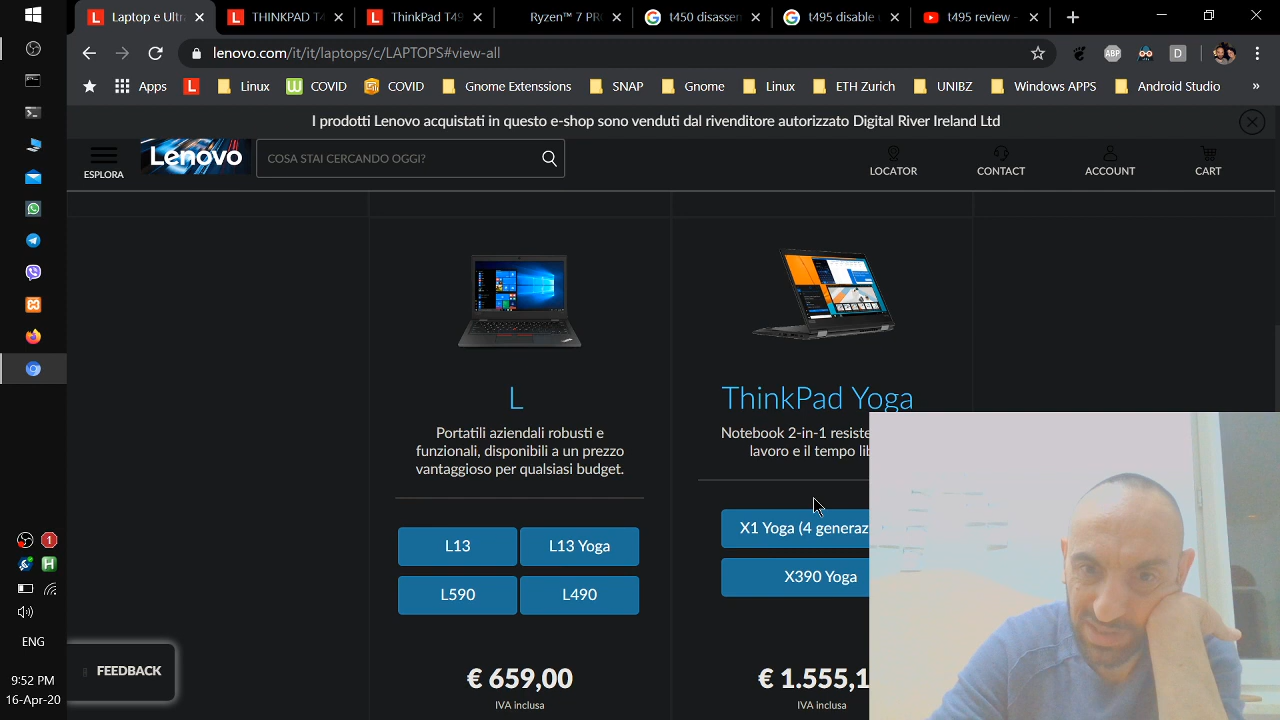 Laptop e Ultr
THINKPAD T4
ThinkPad T49
Ryzen™ 7 PR
t450 disassem
t495 disable
t495 review -
lenovo.com/it/it/laptops/c/LAPTOPS#view-all
ABP
D
Apps
L
Linux
COVID
COVID
Gnome Extenssions
SNAP
Gnome
Linux
ETH Zurich
UNIBZ
Windows APPS
Android Studio
»
I prodotti Lenovo acquistati in questo e-shop sono venduti dal rivenditore autorizzato Digital River Ireland Ltd
ESPLORA
Lenovo
COSA STAI CERCANDO OGGI?
LOCATOR
CONTACT
ACCOUNT
CART
L
Portatili aziendali robusti e
funzionali, disponibili a un prezzo
vantaggioso per qualsiasi budget.
L13
L13 Yoga
L590
L490
€ 659,00
IVA inclusa
ThinkPad Yoga
Notebook 2-in-1 resiste
lavoro e il tempo lib
X1 Yoga (4 generaz
X390 Yoga
€ 1.555,1
IVA inclusa
FEEDBACK
1
H
ENG
9:52 PM
16-Apr-20